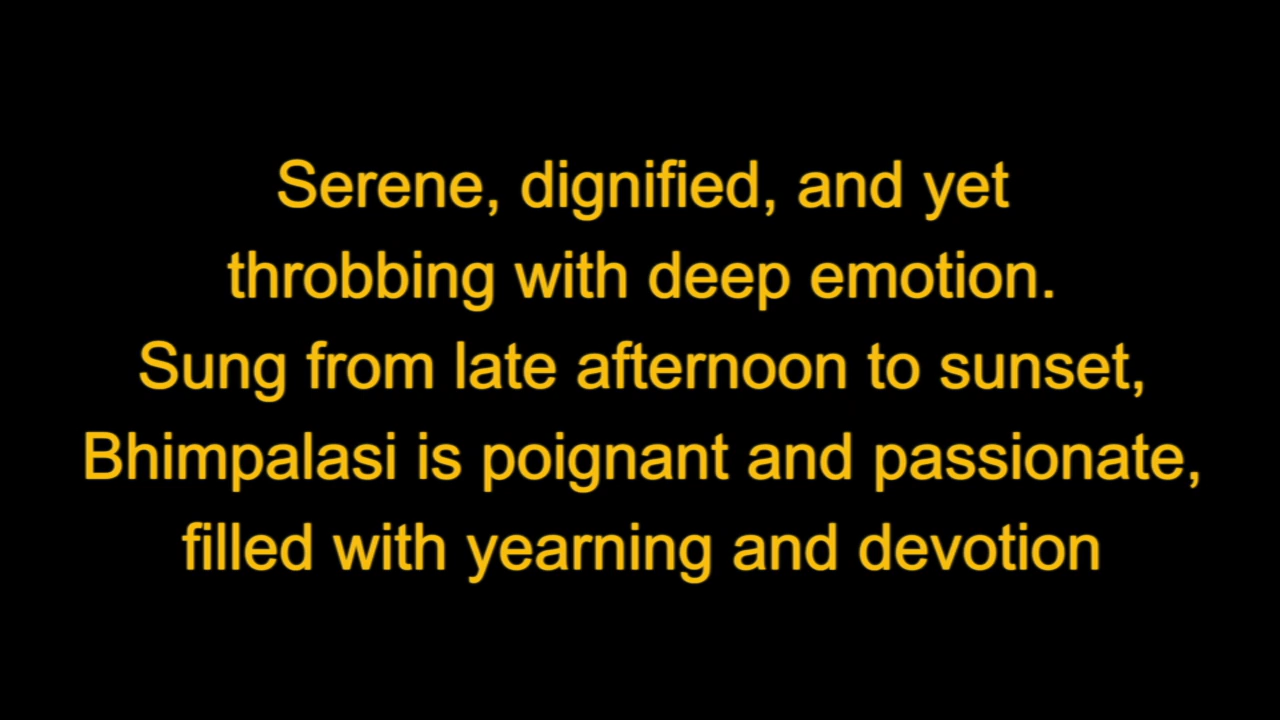 Serene, dignified, and yet
throbbing with deep emotion.
Sung from late afternoon to sunset,
Bhimpalasi is poignant and passionate,
filled with yearning and devotion